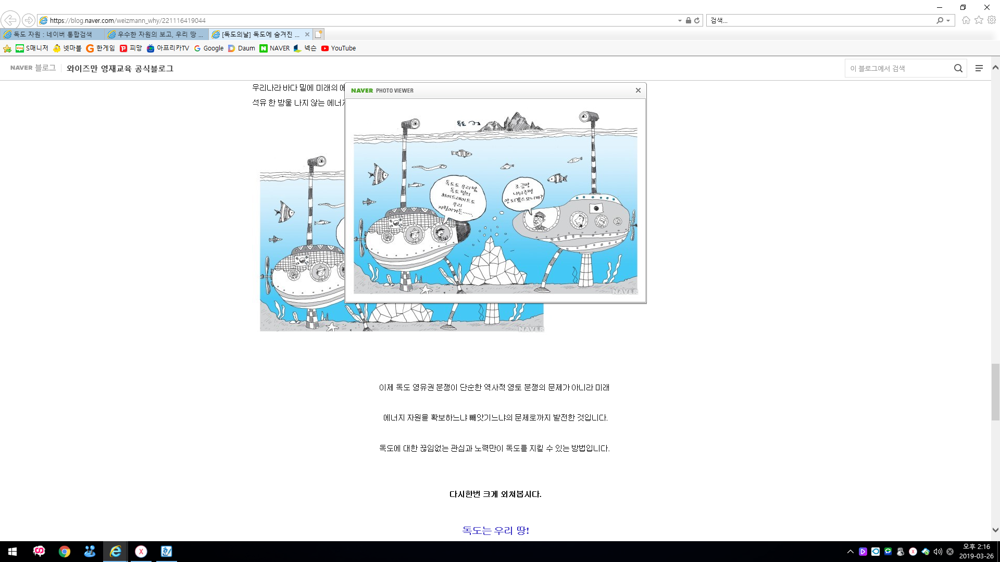 https://blog.naver.com/weizmann_why/221116419044
검색...
독도 자원 : 네이버 통합검색
우수한 자원의 보고, 우리 땅 ...
[독도의날] 독도에 숨겨진 ...
S매니저
넷마블
한게임
피망
아프리카TV
Google
Daum
NAVER
넥슨
YouTube
NAVER 블로그
와이즈만 영재교육 공식블로그
이 블로그에서 검색
우리나라 바다 밑에 미래의
석유 한 방울 나지 않는
NAVER PHOTO VIEWER
독도
독도도 우리 땅,
독도 밑의
하이드레이트도
우리
자원이거든......
조금만
나눠주면
안 되겠스므니까?
NAVER
NAVER
이제 독도 영유권 분쟁이 단순한 역사적 영토 분쟁의 문제가 아니라 미래
에너지 자원을 확보하느냐 빼앗기느냐의 문제로까지 발전한 것입니다.
독도에 대한 끊임없는 관심과 노력만이 독도를 지킬 수 있는 방법입니다.
다시한번 크게 외쳐봅시다.
독도는 우리 땅!
오후 2:16
2019-03-26